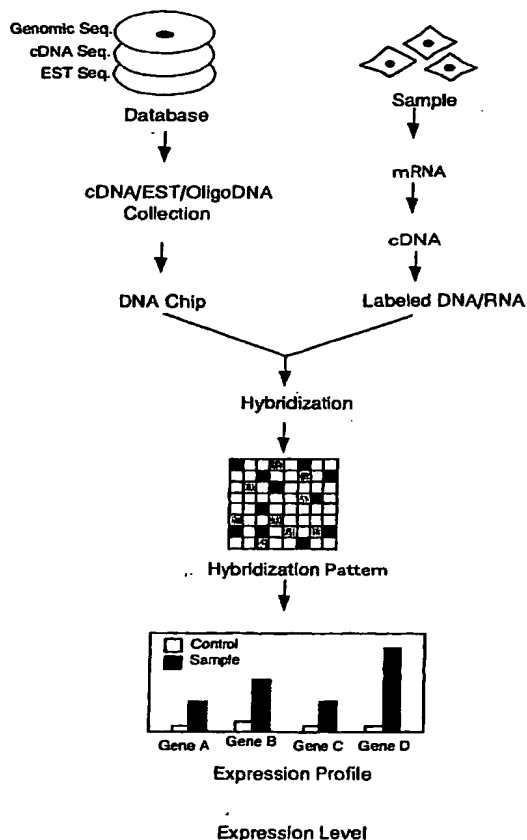 Genomic Seq.
cDNA Seq.
EST Seq.
Database
cDNA/EST/OligoDNA
Collection
DNA Chip
Sample
mRNA
cDNA
Labeled DNA/RNA
Hybridization
Hybridization Pattern
Control
Sample
Gene A Gene B Gene C Gene D
Expression Profile
Expression Level